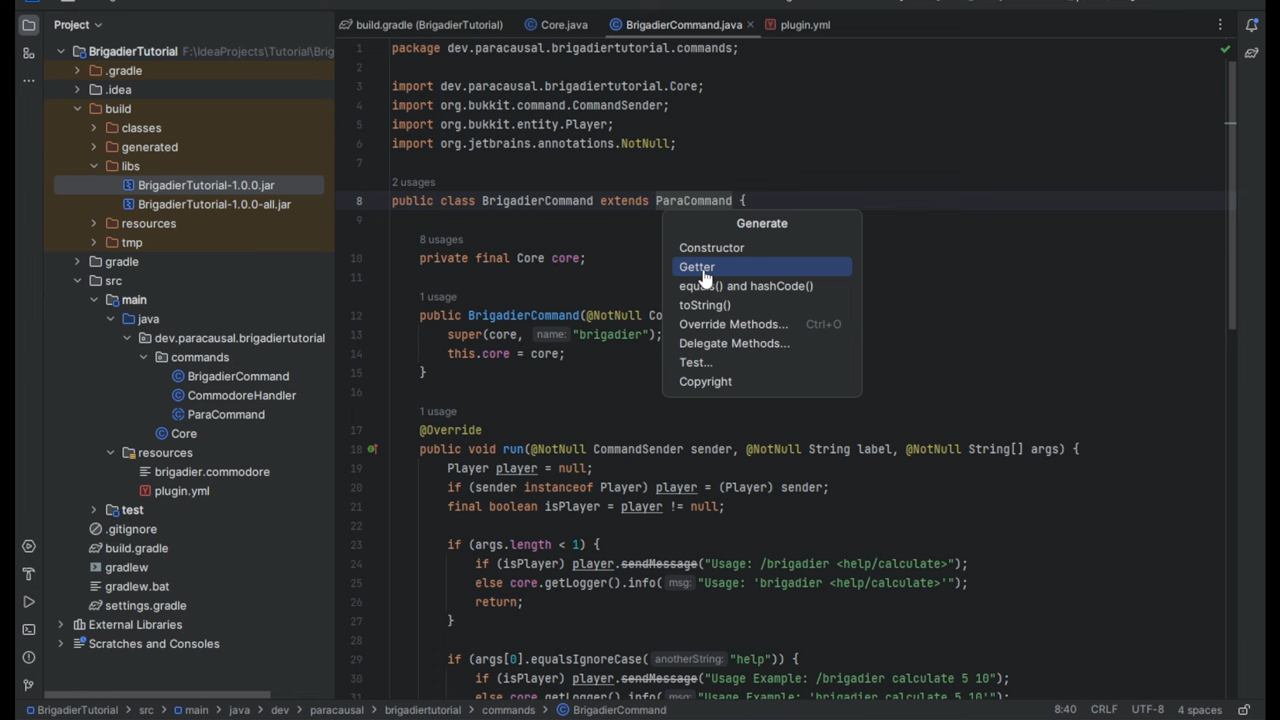 Project
build.gradle (BrigadierTutorial)
Core.java
BrigadierCommand.java
plugin.yml
BrigadierTutorial F:\IdeaProjects\Tutorial\Brig
.gradle
.idea
build
classes
generated
libs
BrigadierTutorial-1.0.0.jar
BrigadierTutorial-1.0.0-all.jar
resources
tmp
gradle
src
main
java
dev.paracausal.brigadiertutorial
commands
BrigadierCommand
CommodoreHandler
ParaCommand
Core
resources
brigadier.commodore
plugin.yml
test
.gitignore
build.gradle
gradlew
gradlew.bat
settings.gradle
External Libraries
Scratches and Consoles
1 package dev.paracausal.brigadiertutorial.commands;
2
3 import dev.paracausal.brigadiertutorial.Core;
4 import org.bukkit.command.CommandSender;
5 import org.bukkit.entity.Player;
6 import org.jetbrains.annotations.NotNull;
7
2 usages
8 public class BrigadierCommand extends ParaCommand {
9
8 usages
10 private final Core core;
11
1 usage
12 public BrigadierCommand(@NotNull Co
13 super(core, name: "brigadier");
14 this.core = core;
15 }
16
1 usage
17 @Override
18 public void run(@NotNull CommandSender sender, @NotNull String label, @NotNull String[] args) {
19 Player player = null;
20 if (sender instanceof Player) player = (Player) sender;
21 final boolean isPlayer = player != null;
22
23 if (args.length < 1) {
24 if (isPlayer) player.sendMessage("Usage: /brigadier <help/calculate>");
25 else core.getLogger().info( msg: "Usage: 'brigadier <help/calculate>'");
26 return;
27 }
28
29 if (args[0].equalsIgnoreCase( anotherString: "help")) {
30 if (isPlayer) player.sendMessage("Usage Example: /brigadier calculate 5 10");
31 else core.getLogger().info( msg: "Usage Example: 'brigadier calculate 5 10'");
Generate
Constructor
Getter
equals() and hashCode()
toString()
Override Methods... Ctrl+O
Delegate Methods...
Test...
Copyright
BrigadierTutorial > src > main > java > dev > paracausal > brigadiertutorial > commands > BrigadierCommand
8:40 CRLF UTF-8 4 spaces